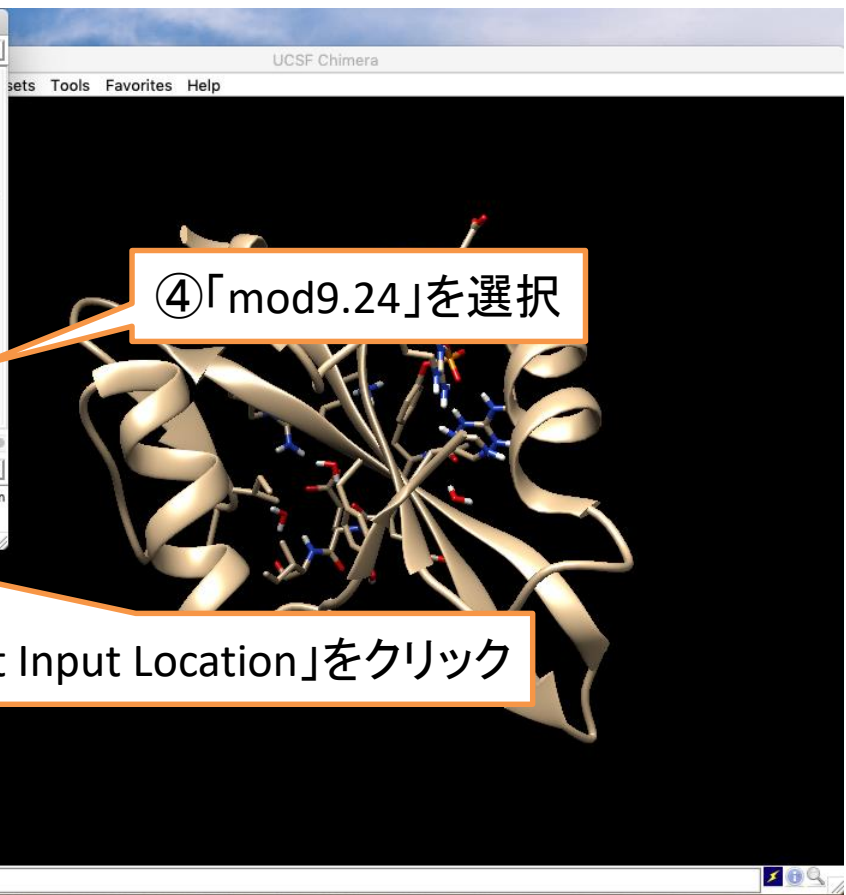 UCSF Chimera
sets Tools Favorites Help
④「mod9.24」を選択
t Input Location」をクリック